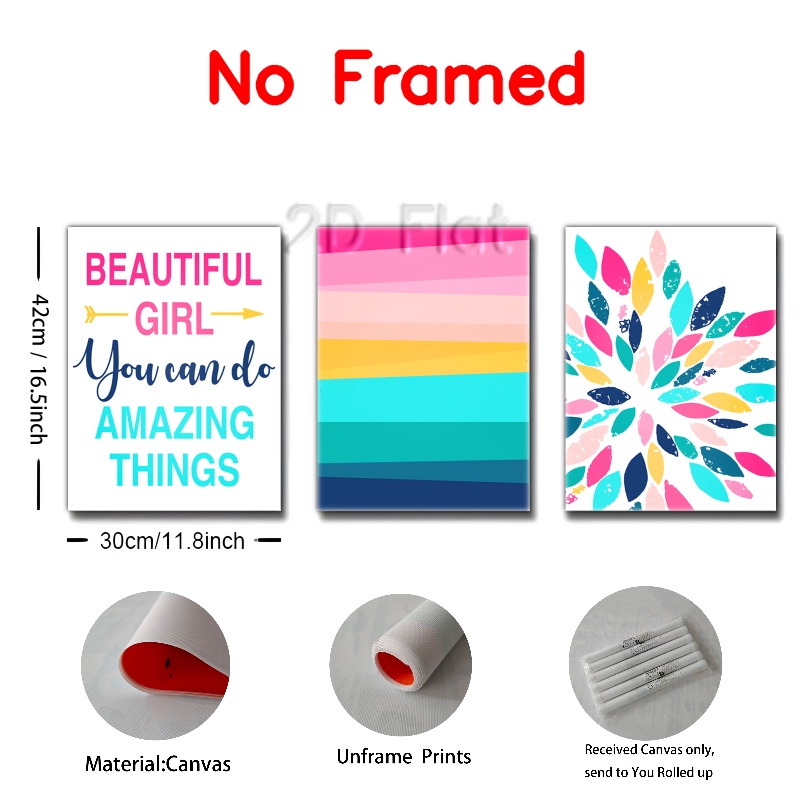 No Framed
2D Flat
BEAUTIFUL
GIRL
You can do
AMAZING
THINGS
42cm / 16.5inch
30cm/11.8inch
Material:Canvas
Unframe Prints
Received Canvas only,
send to You Rolled up